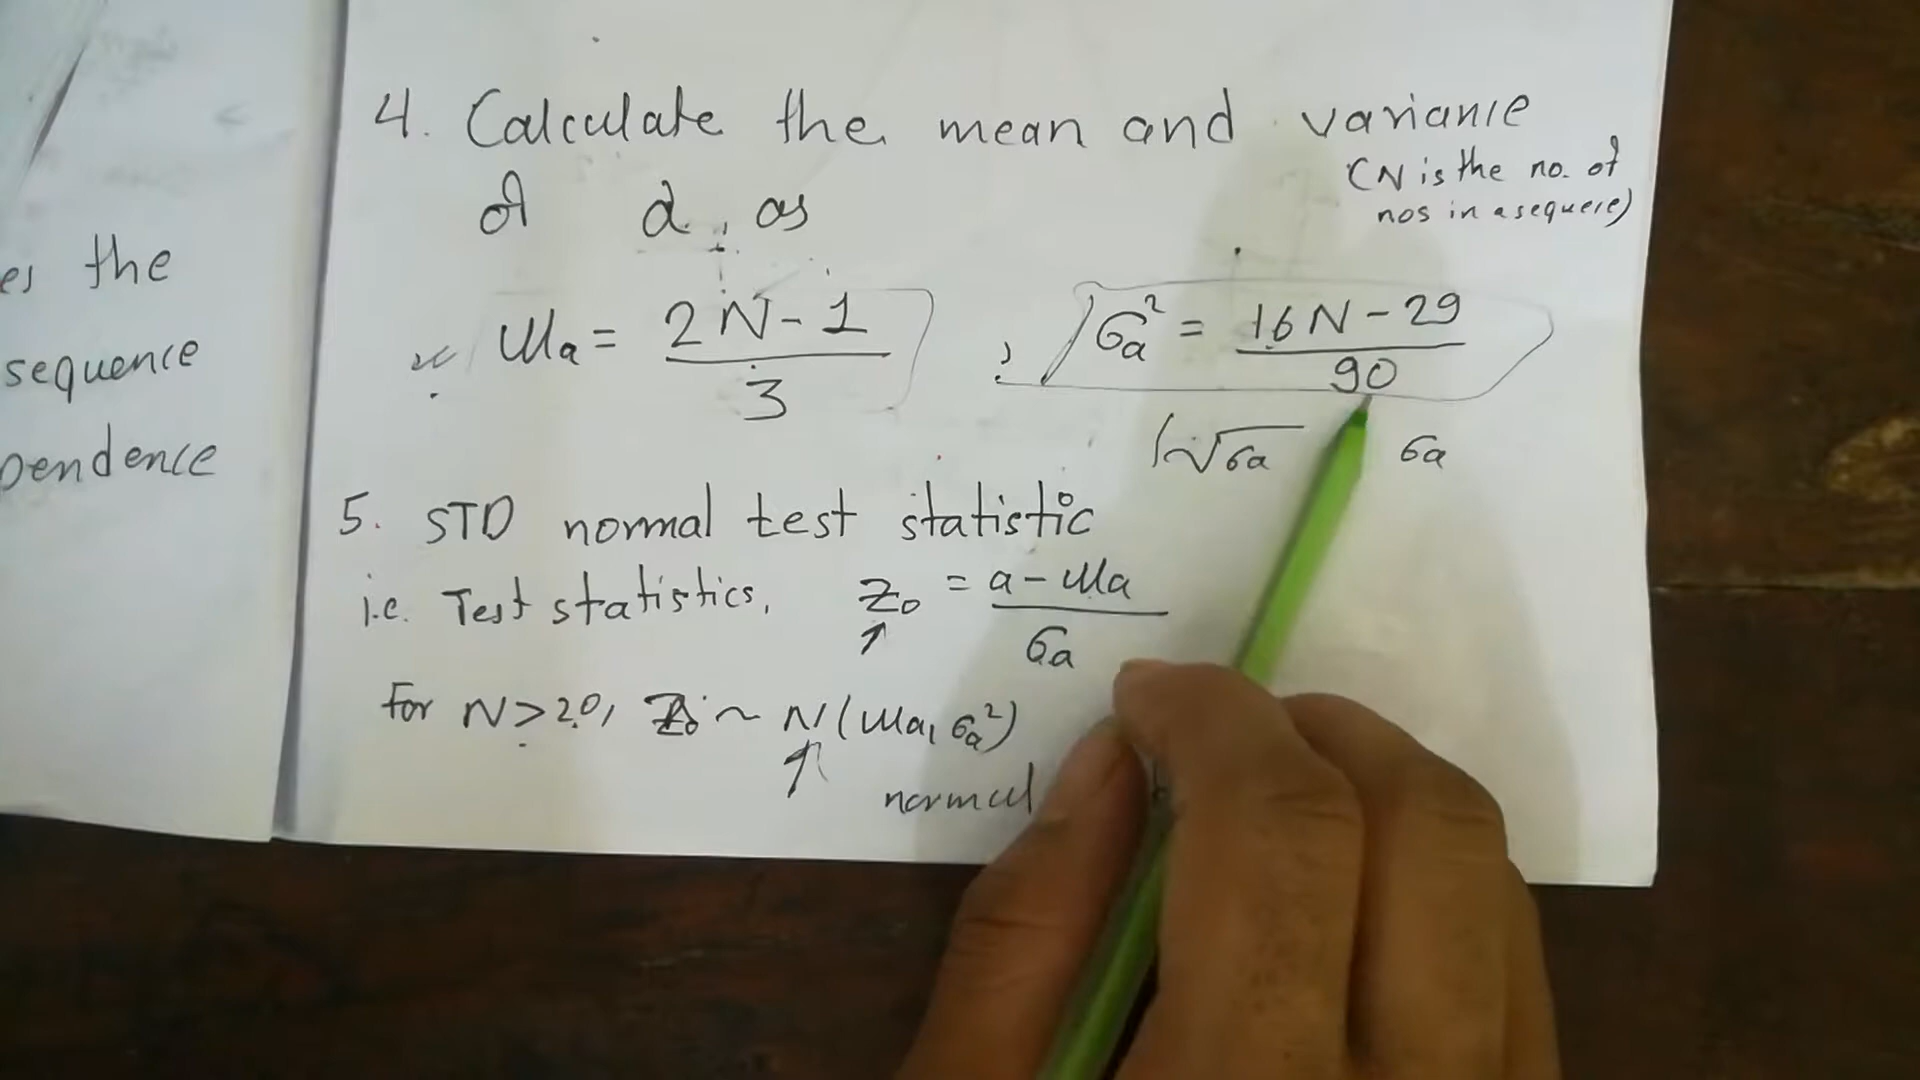 es the
sequence
pendence
4. Calculate the mean and variance
(N is the no. of
nos in a sequence)
of a, as
μa = 2N-1 / 3 , σa² = 16N-29 / 90
√σa σa
5. STD normal test statistic
i.e. Test statistics, Z₀ = a-μa / σa
For N>20, Z₀ ~ N(μa, σa²)
normal